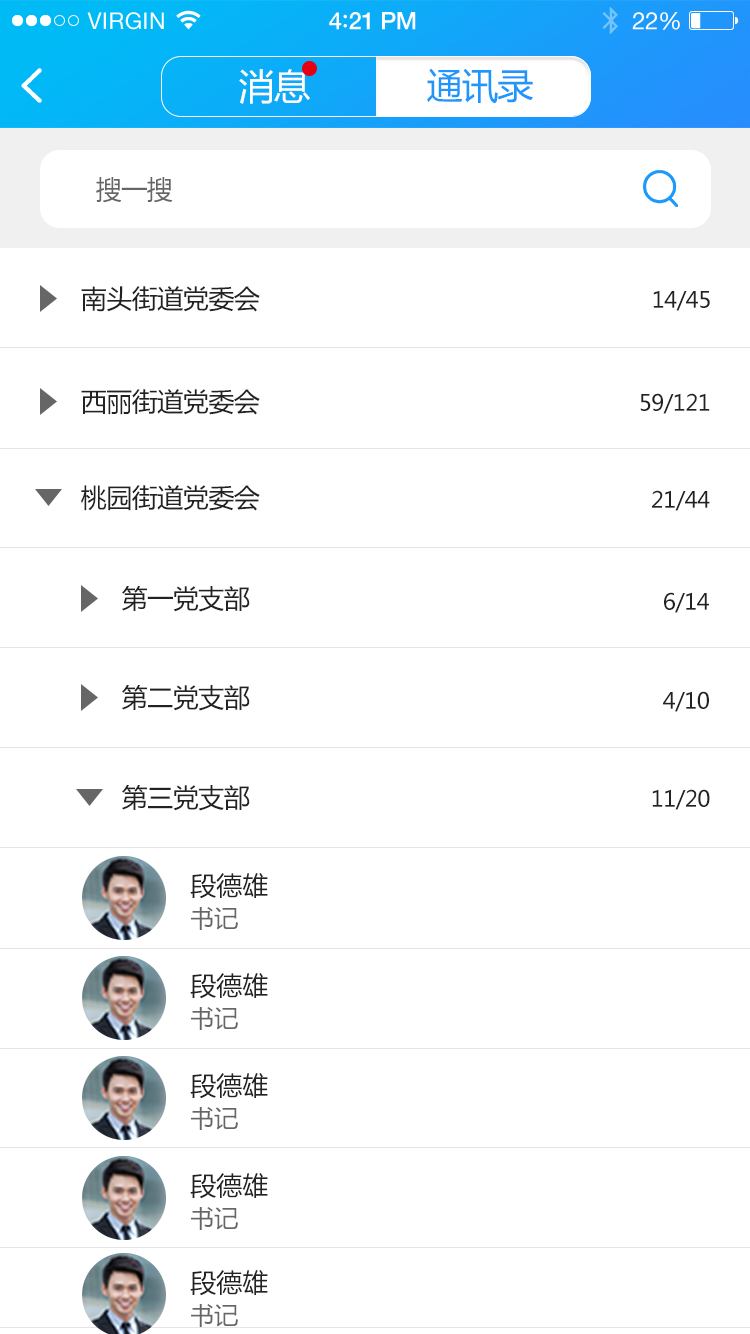 VIRGIN 4:21 PM 22%
消息 通讯录
搜一搜
南头街道党委会 14/45
西丽街道党委会 59/121
桃园街道党委会 21/44
第一党支部 6/14
第二党支部 4/10
第三党支部 11/20
段德雄
书记
段德雄
书记
段德雄
书记
段德雄
书记
段德雄
书记